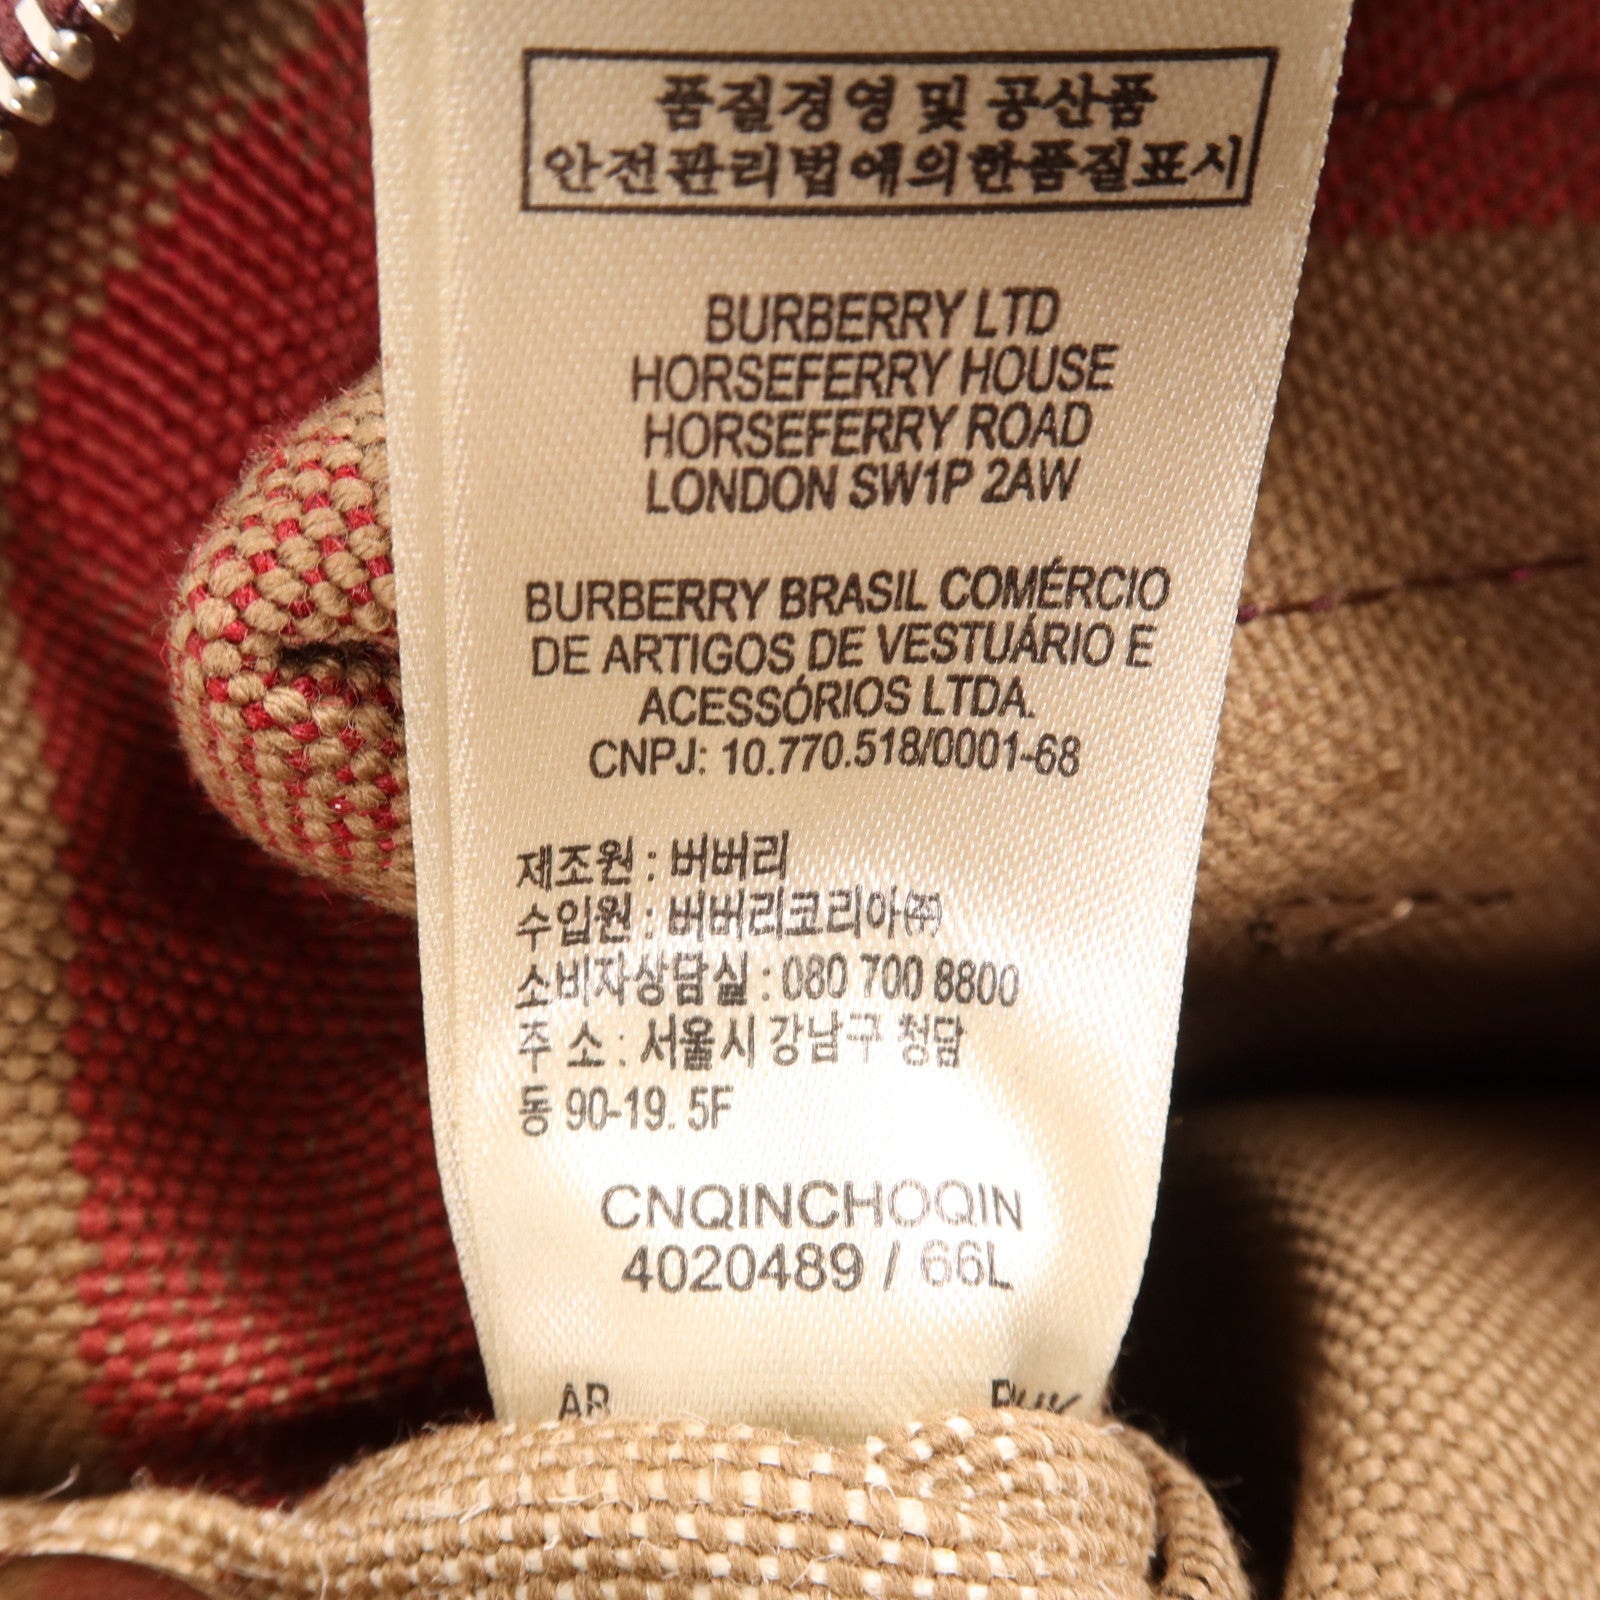 품질경영 및 공산품
안전관리법에의한품질표시
BURBERRY LTD
HORSEFERRY HOUSE
HORSEFERRY ROAD
LONDON SW1P 2AW
BURBERRY BRASIL COMÉRCIO
DE ARTIGOS DE VESTUÁRIO E
ACESSÓRIOS LTDA.
CNPJ: 10.770.518/0001-68
제조원 : 버버리
수입원 : 버버리코리아㈜
소비자상담실 : 080 700 8800
주 소 : 서울시 강남구 청담
동 90-19. 5F
CNQINCHOQIN
4020489 / 66L